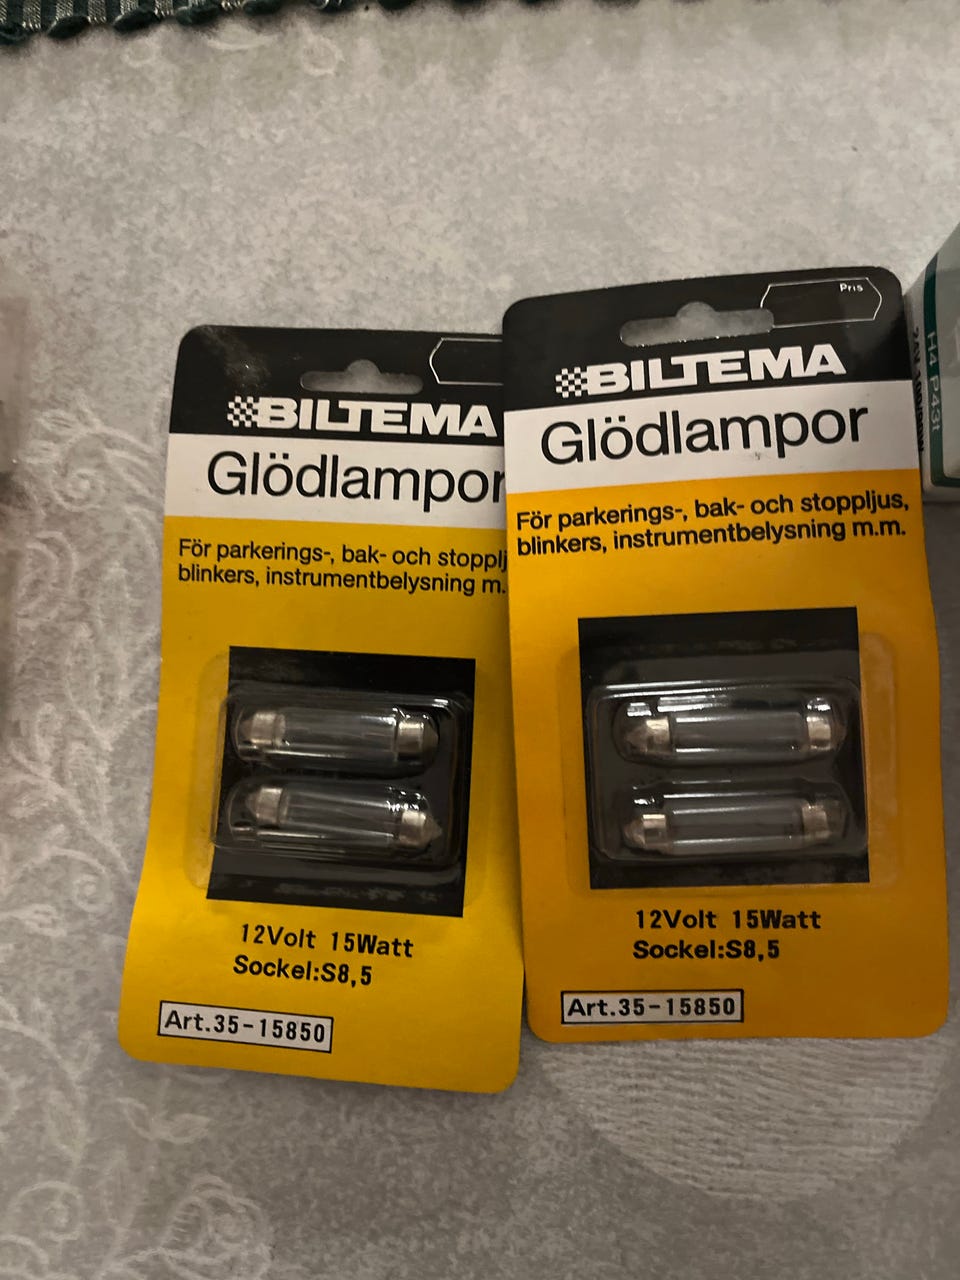 BILTEMA
Glödlampor
För parkerings-, bak- och stopplj
blinkers, instrumentbelysning m.
12Volt 15Watt
Sockel:S8,5
Art.35-15850
Pris
BILTEMA
Glödlampor
För parkerings-, bak- och stoppljus,
blinkers, instrumentbelysning m.m.
12Volt 15Watt
Sockel:S8,5
Art.35-15850
H4 P43t